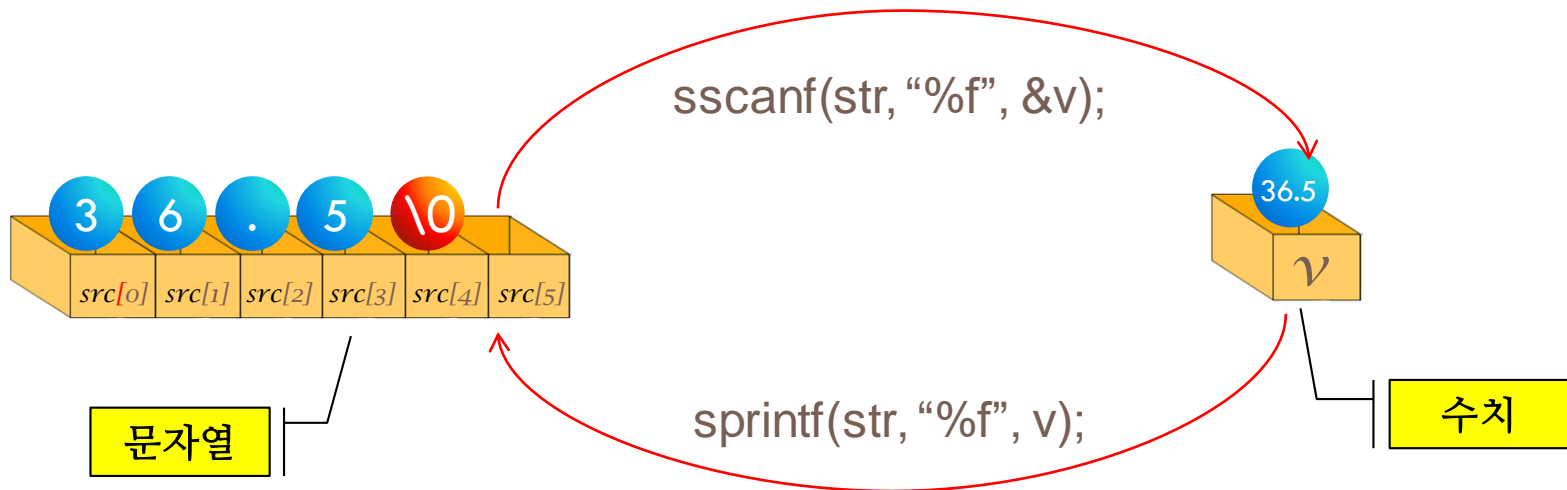 sscanf(str, “%f”, &v);
3 6 . 5 \0
36.5
src[0] src[1] src[2] src[3] src[4] src[5]
v
문자열
sprintf(str, “%f”, v);
수치